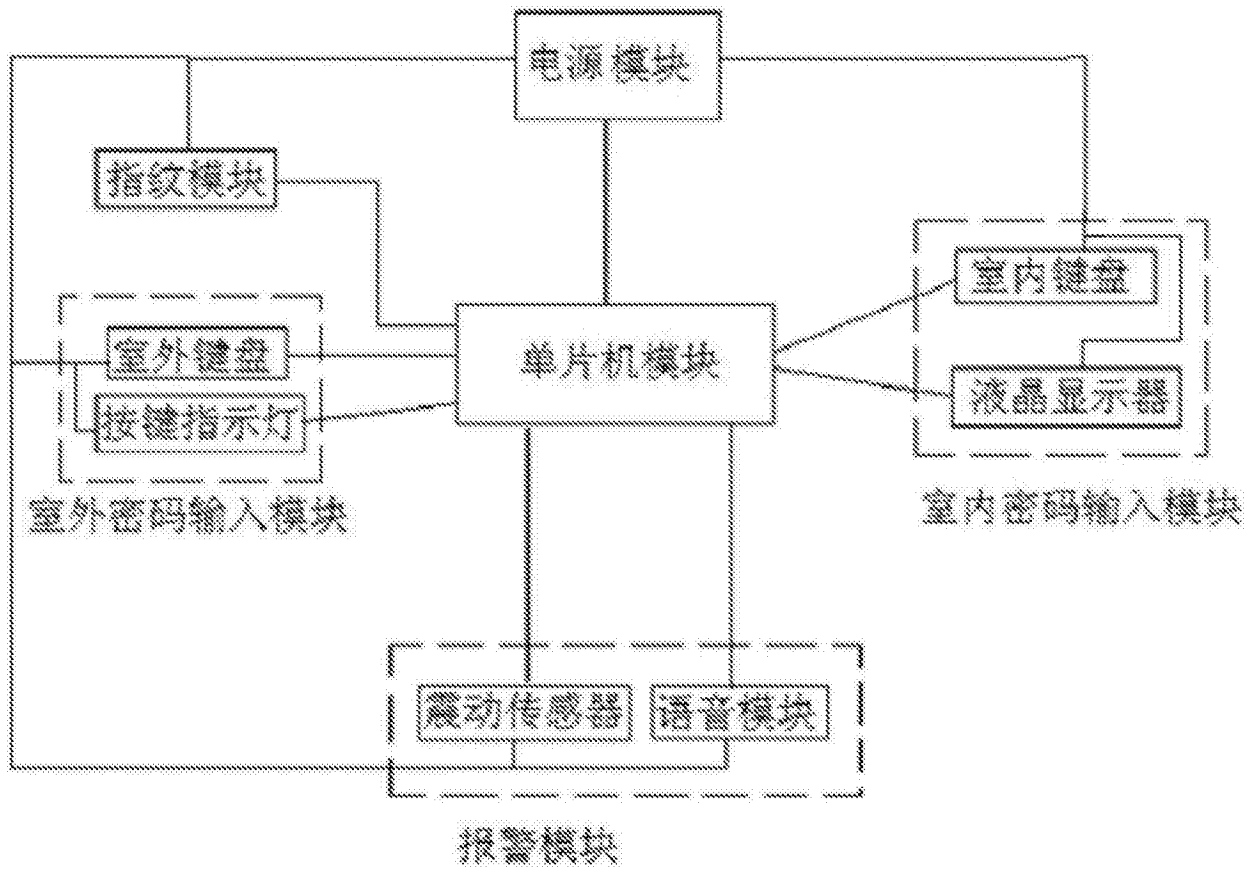 电源模块
指纹模块
室内键盘
室外键盘
单片机模块
按键指示灯
液晶显示器
室外密码输入模块
室内密码输入模块
震动传感器
语音模块
报警模块